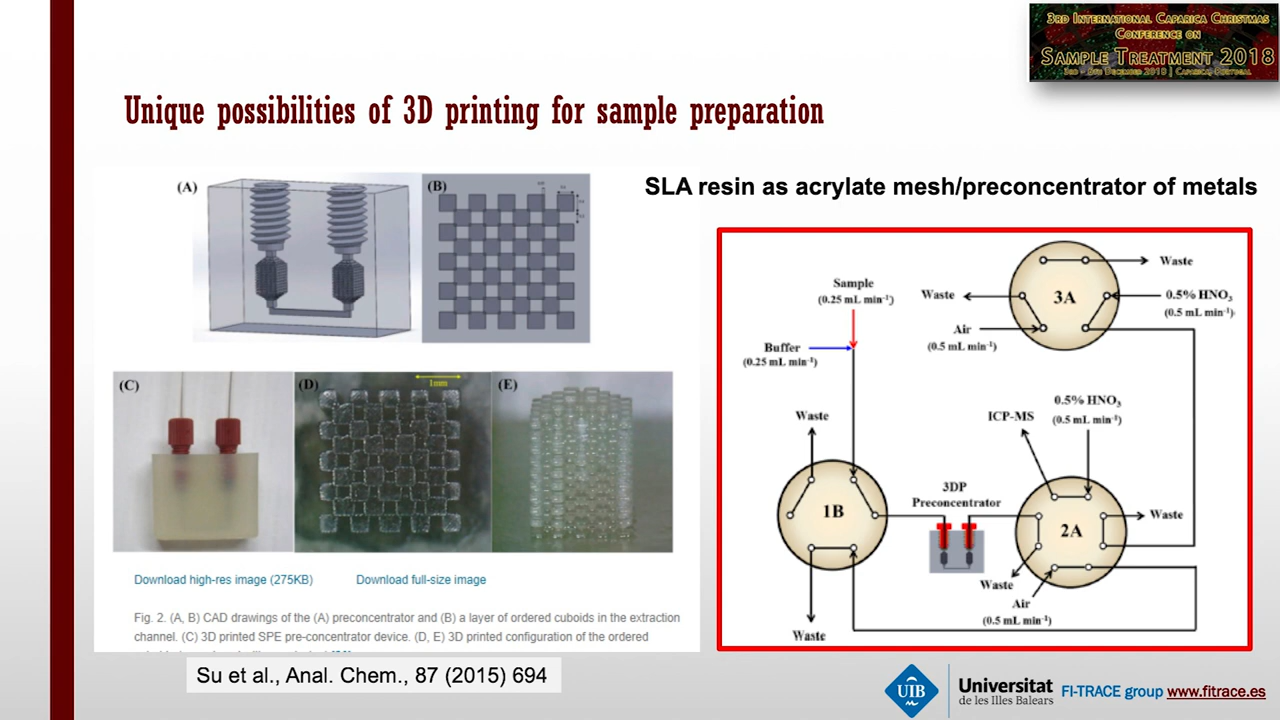 3rd International Caparica Christmas
Conference on
Sample Treatment 2018
3rd - 6th December 2018 | Caparica, Portugal
Unique possibilities of 3D printing for sample preparation
SLA resin as acrylate mesh/preconcentrator of metals
(A)
(B)
(C)
(D)
1mm
(E)
Download high-res image (275KB)
Download full-size image
Fig. 2. (A, B) CAD drawings of the (A) preconcentrator and (B) a layer of ordered cuboids in the extraction
channel. (C) 3D printed SPE pre-concentrator device. (D, E) 3D printed configuration of the ordered
Su et al., Anal. Chem., 87 (2015) 694
Waste
3A
Waste
0.5% HNO₃
(0.5 mL min⁻¹)
Air
(0.5 mL min⁻¹)
Sample
(0.25 mL min⁻¹)
Buffer
(0.25 mL min⁻¹)
Waste
ICP-MS
0.5% HNO₃
(0.5 mL min⁻¹)
1B
3DP
Preconcentrator
2A
Waste
Waste
Air
(0.5 mL min⁻¹)
Waste
UIB
Universitat
de les Illes Balears
FI-TRACE group www.fitrace.es